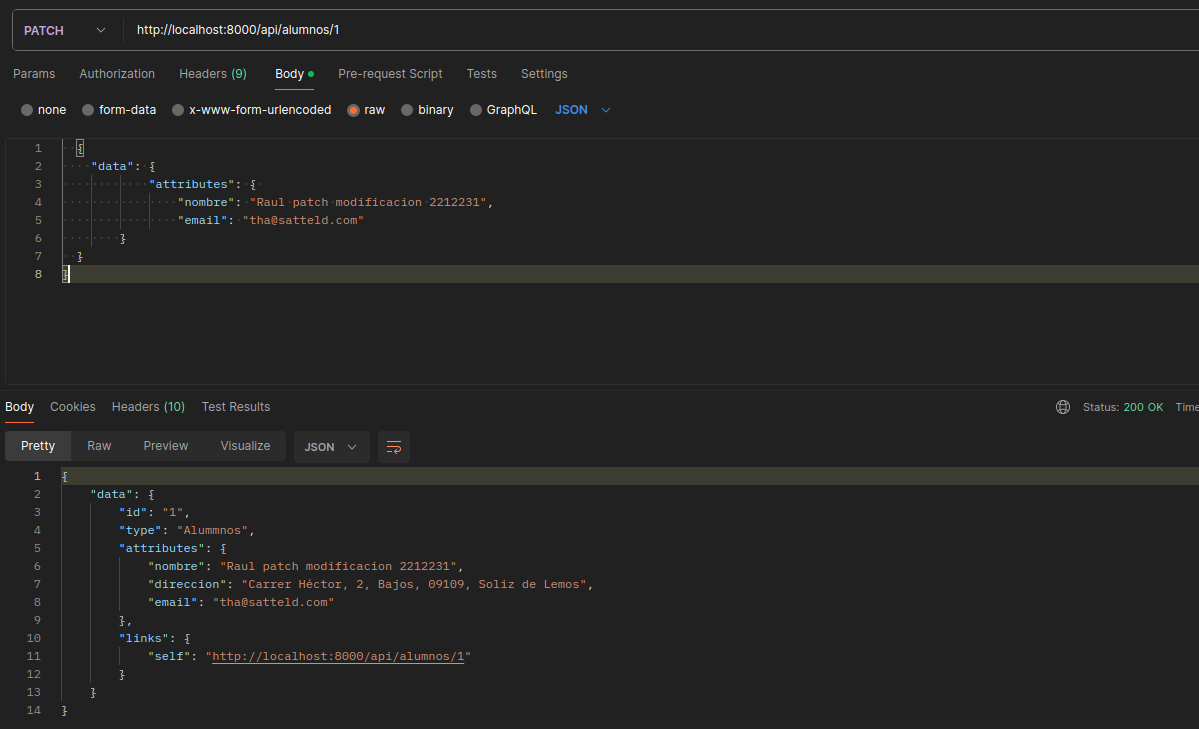 PATCH http://localhost:8000/api/alumnos/1
Params Authorization Headers (9) Body Pre-request Script Tests Settings
none form-data x-www-form-urlencoded raw binary GraphQL JSON
1 {
2 "data": {
3 "attributes": {
4 "nombre": "Raul patch modificacion 2212231",
5 "email": "tha@satteld.com"
6 }
7 }
8 }
Body Cookies Headers (10) Test Results Status: 200 OK Time
Pretty Raw Preview Visualize JSON
1 {
2 "data": {
3 "id": "1",
4 "type": "Alummnos",
5 "attributes": {
6 "nombre": "Raul patch modificacion 2212231",
7 "direccion": "Carrer Héctor, 2, Bajos, 09109, Soliz de Lemos",
8 "email": "tha@satteld.com"
9 },
10 "links": {
11 "self": "http://localhost:8000/api/alumnos/1"
12 }
13 }
14 }